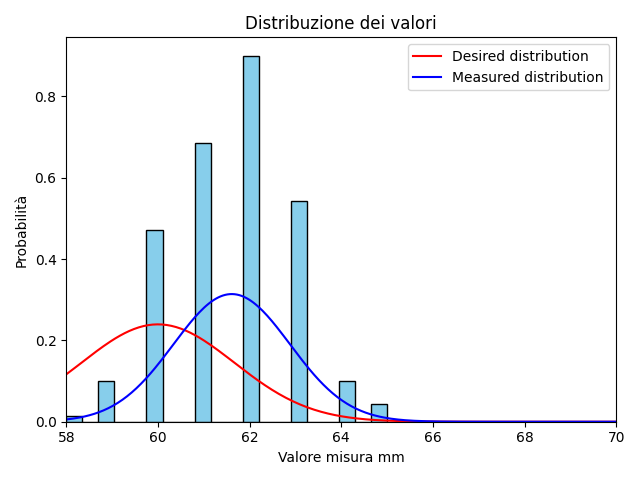 Distribuzione dei valori
Desired distribution
Measured distribution
Probabilità
0.8
0.6
0.4
0.2
0.0
58 60 62 64 66 68 70
Valore misura mm